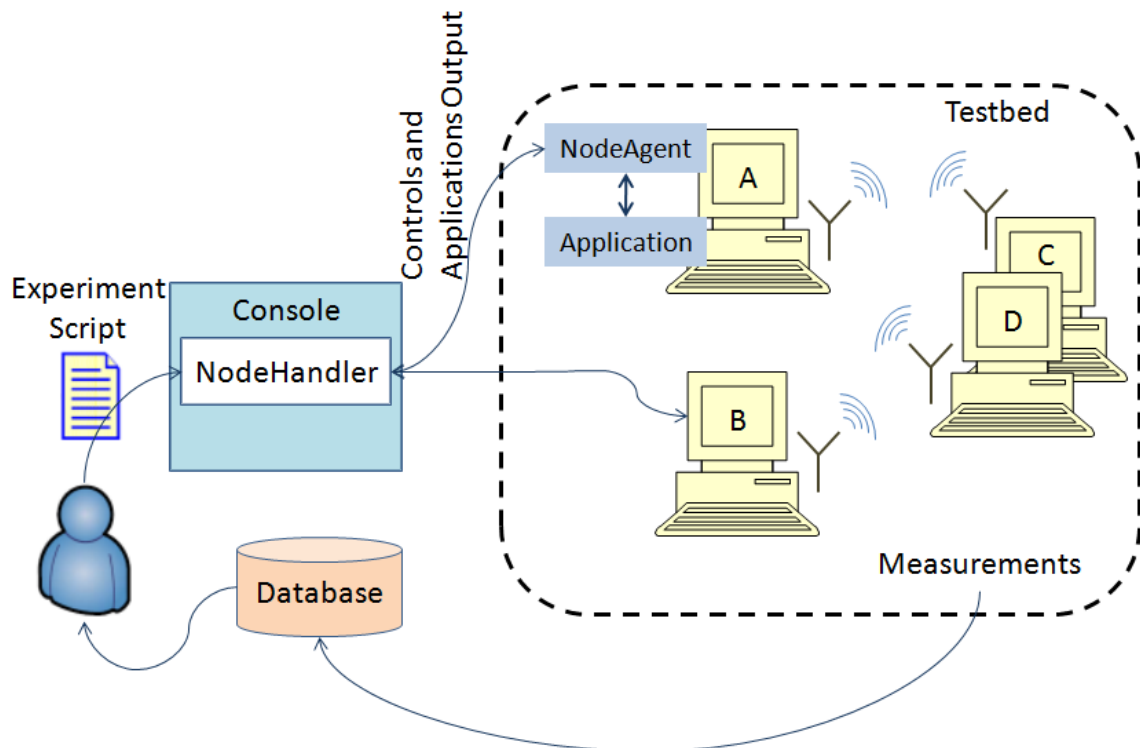 Controls and
Applications Output
Testbed
NodeAgent
A
Application
C
Experiment
Script
Console
D
NodeHandler
B
Measurements
Database